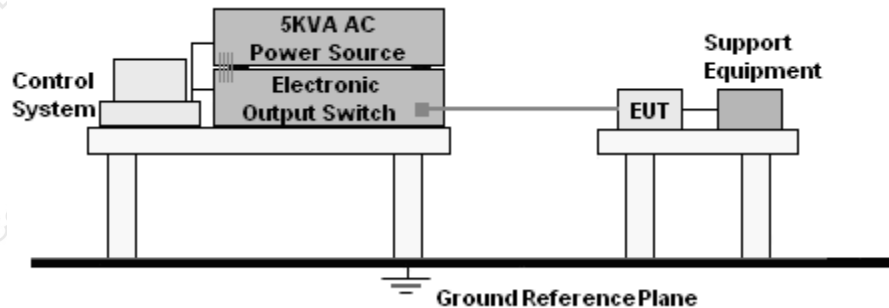 5KVA AC
Power Source
Control
System
Electronic
Output Switch
EUT
Support
Equipment
Ground Reference Plane